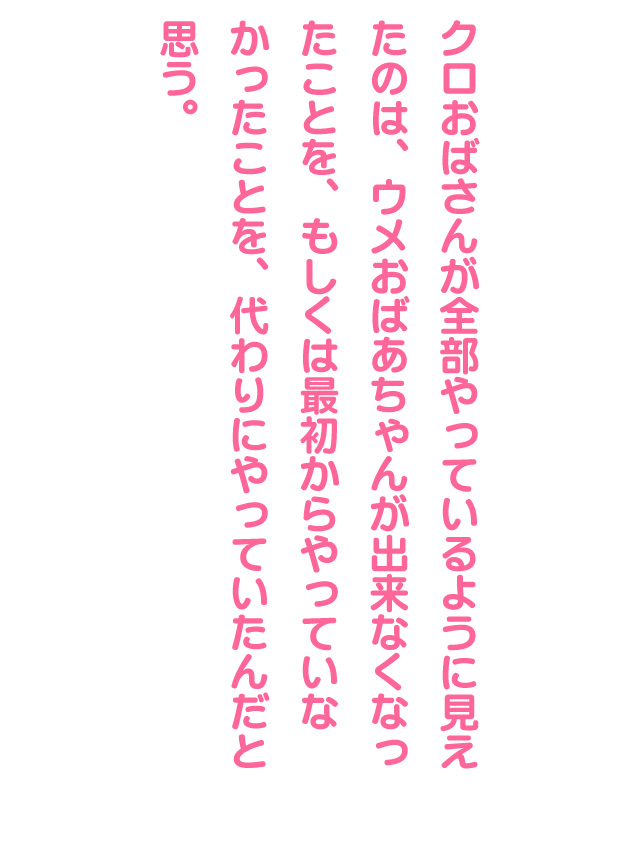 クロおばさんが全部やっているように見え
たのは、ウメおばあちゃんが出来なくなっ
たことを、もしくは最初からやっていな
かったことを、代わりにやっていたんだと
思う。